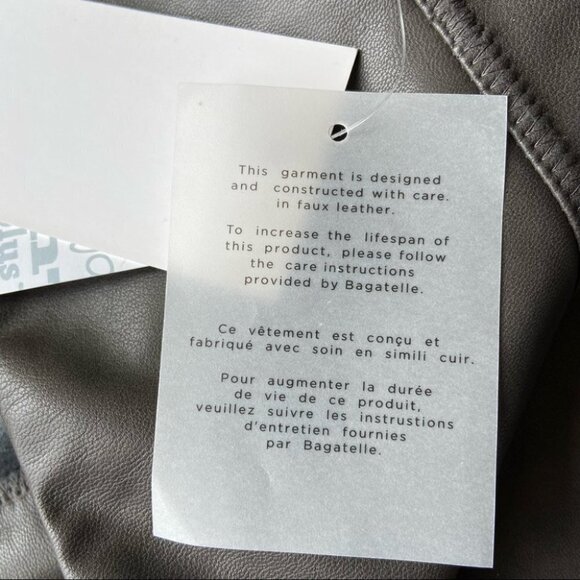 This garment is designed
and constructed with care.
in faux leather.
To increase the lifespan of
this product, please follow
the care instructions
provided by Bagatelle.
Ce vêtement est conçu et
fabriqué avec soin en simili cuir.
Pour augmenter la durée
de vie de ce produit,
veuillez suivre les instrustions
d'entretien fournies
par Bagatelle.